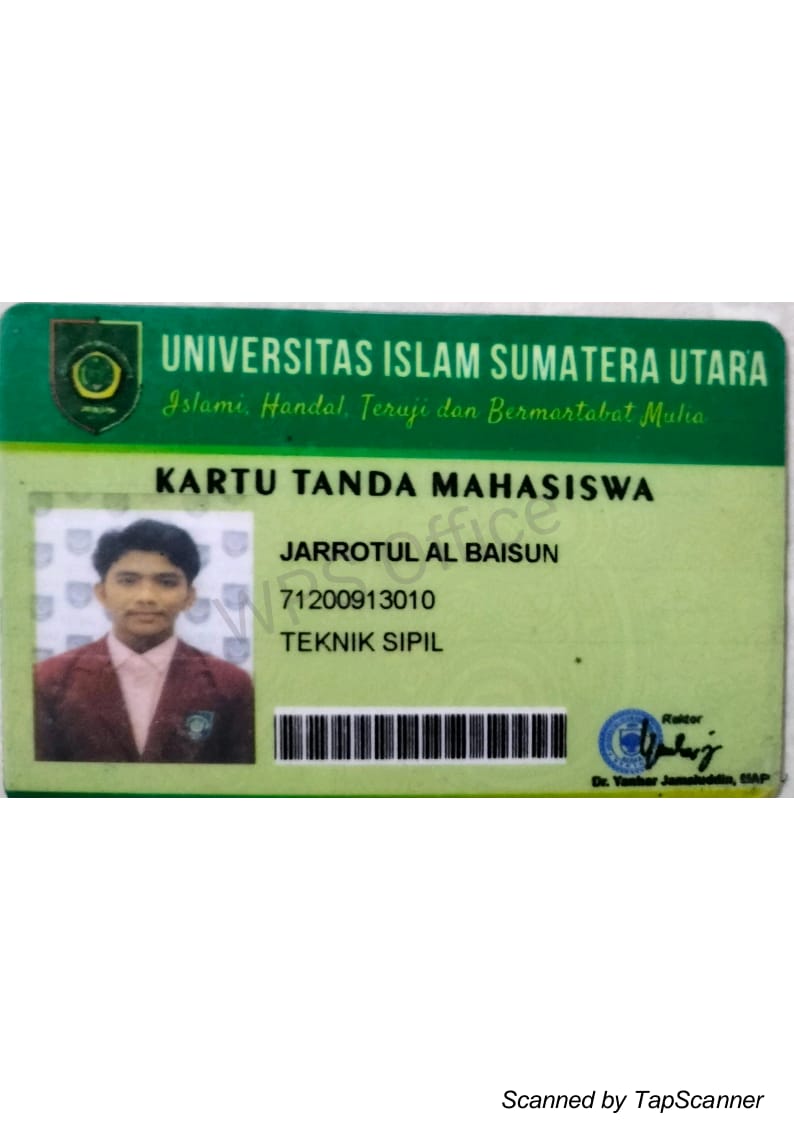 UNIVERSITAS ISLAM SUMATERA UTARA
Islami, Handal, Teruji dan Bermartabat Mulia
KARTU TANDA MAHASISWA
JARROTUL AL BAISUN
71200913010
TEKNIK SIPIL
WPS Office
Rektor
Dr. Yanhar Jamaluddin, MAP
Scanned by TapScanner